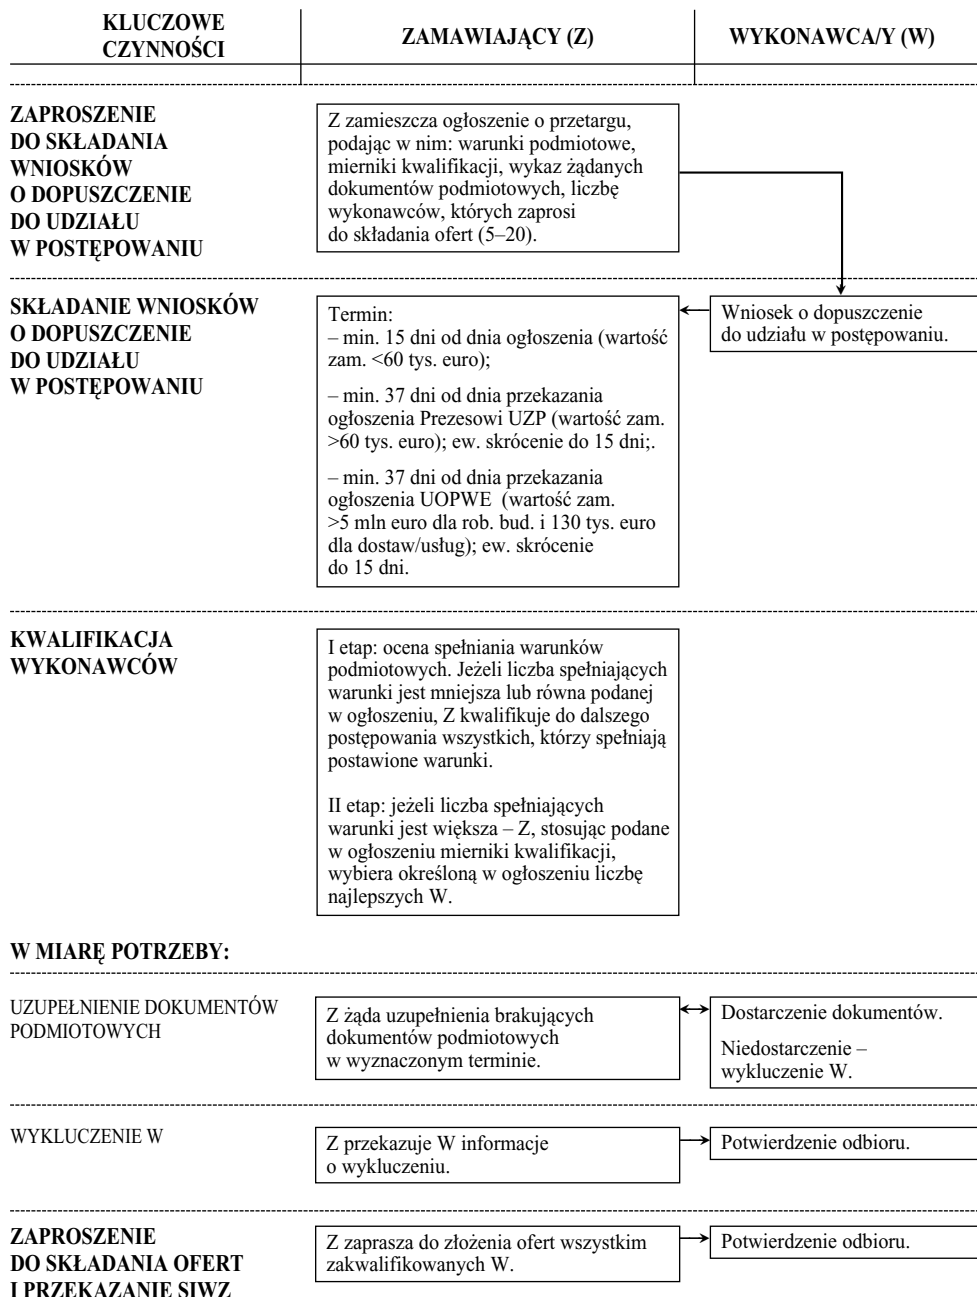 KLUCZOWE
CZYNNOŚCI
ZAMAWIAJĄCY (Z)
WYKONAWCA/Y (W)
ZAPROSZENIE
DO SKŁADANIA
WNIOSKÓW
O DOPUSZCZENIE
DO UDZIAŁU
W POSTĘPOWANIU
Z zamieszcza ogłoszenie o przetargu,
podając w nim: warunki podmiotowe,
mierniki kwalifikacji, wykaz żądanych
dokumentów podmiotowych, liczbę
wykonawców, których zaprosi
do składania ofert (5–20).
SKŁADANIE WNIOSKÓW
O DOPUSZCZENIE
DO UDZIAŁU
W POSTĘPOWANIU
Termin:
– min. 15 dni od dnia ogłoszenia (wartość
zam. <60 tys. euro);
– min. 37 dni od dnia przekazania
ogłoszenia Prezesowi UZP (wartość zam.
>60 tys. euro); ew. skrócenie do 15 dni;.
– min. 37 dni od dnia przekazania
ogłoszenia UOPWE (wartość zam.
>5 mln euro dla rob. bud. i 130 tys. euro
dla dostaw/usług); ew. skrócenie
do 15 dni.
Wniosek o dopuszczenie
do udziału w postępowaniu.
KWALIFIKACJA
WYKONAWCÓW
I etap: ocena spełniania warunków
podmiotowych. Jeżeli liczba spełniających
warunki jest mniejsza lub równa podanej
w ogłoszeniu, Z kwalifikuje do dalszego
postępowania wszystkich, którzy spełniają
postawione warunki.
II etap: jeżeli liczba spełniających
warunki jest większa – Z, stosując podane
w ogłoszeniu mierniki kwalifikacji,
wybiera określoną w ogłoszeniu liczbę
najlepszych W.
W MIARĘ POTRZEBY:
UZUPEŁNIENIE DOKUMENTÓW
PODMIOTOWYCH
Z żąda uzupełnienia brakujących
dokumentów podmiotowych
w wyznaczonym terminie.
Dostarczenie dokumentów.
Niedostarczenie –
wykluczenie W.
WYKLUCZENIE W
Z przekazuje W informacje
o wykluczeniu.
Potwierdzenie odbioru.
ZAPROSZENIE
DO SKŁADANIA OFERT
I PRZEKAZANIE SIWZ
Z zaprasza do złożenia ofert wszystkim
zakwalifikowanych W.
Potwierdzenie odbioru.